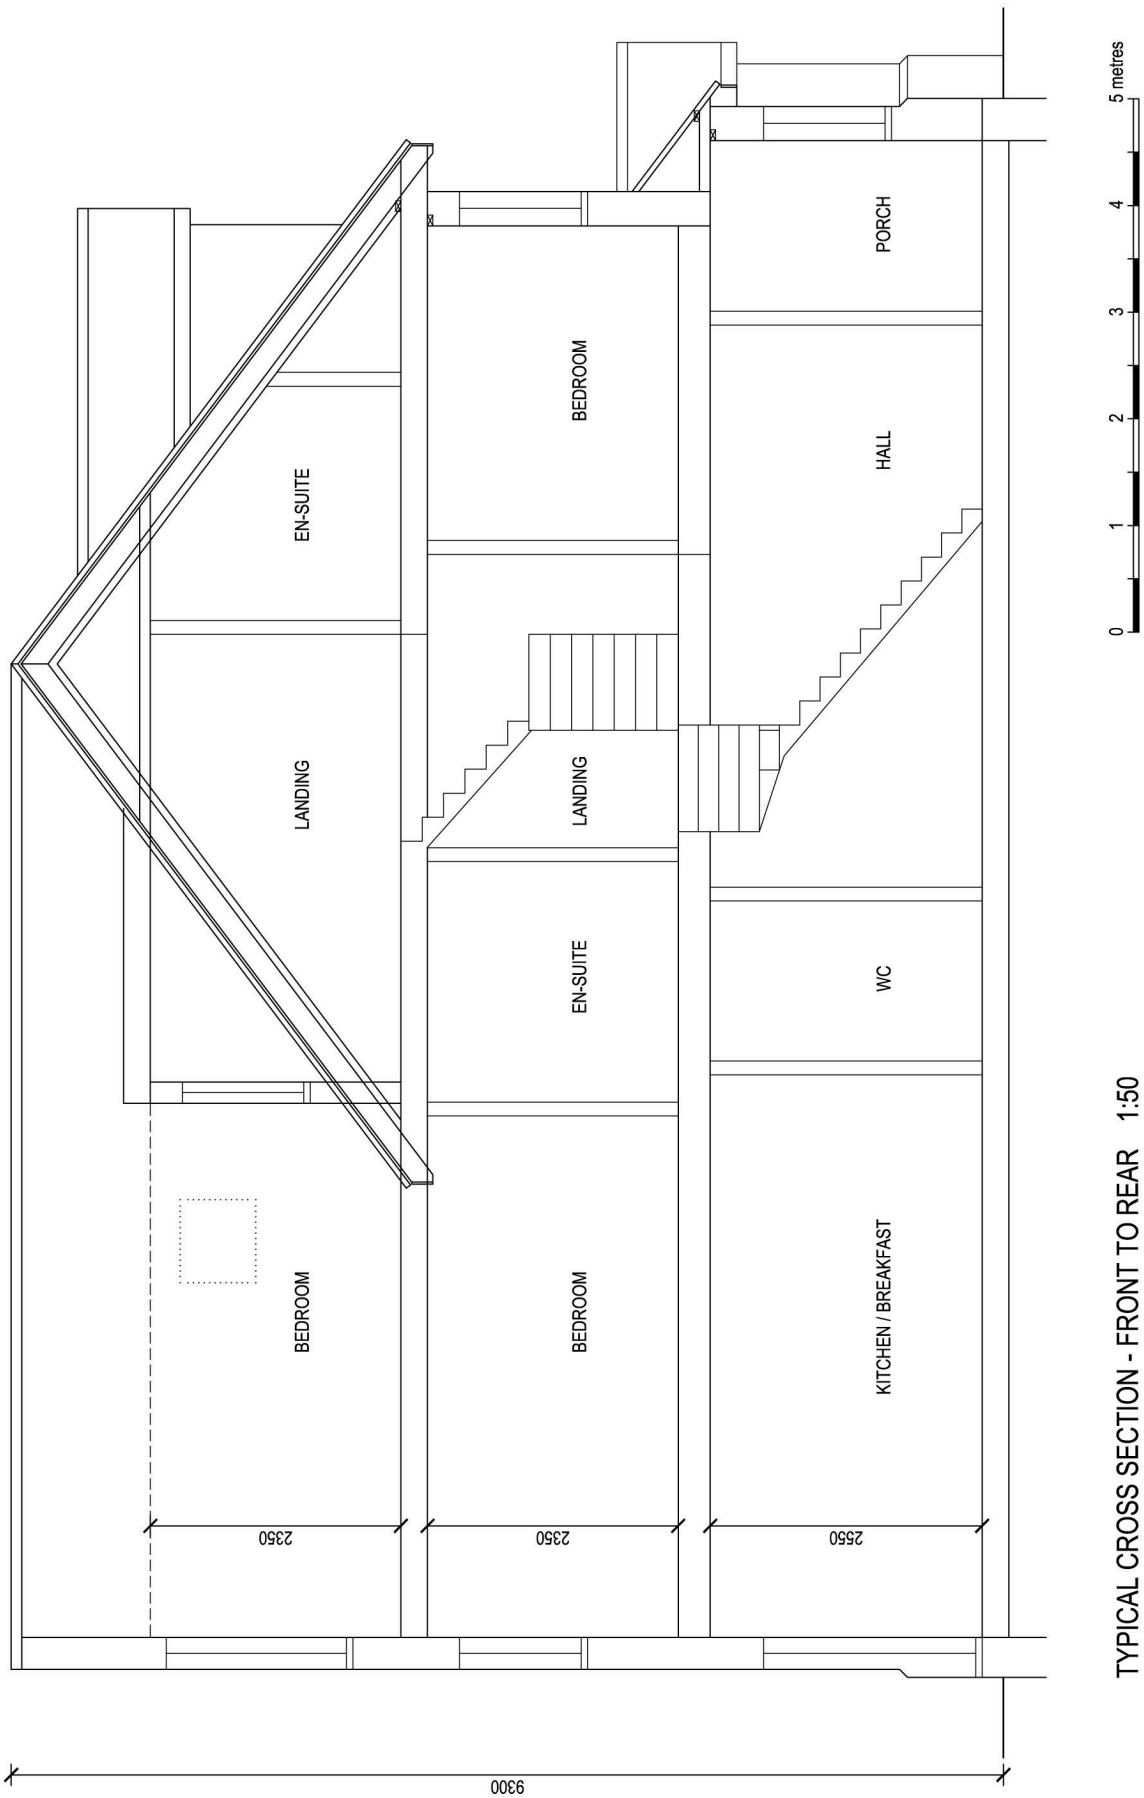 2350
BEDROOM
LANDING
EN-SUITE
9300
2350
BEDROOM
EN-SUITE
LANDING
BEDROOM
2550
KITCHEN / BREAKFAST
WC
HALL
PORCH
TYPICAL CROSS SECTION - FRONT TO REAR 1:50
0 1 2 3 4 5 metres